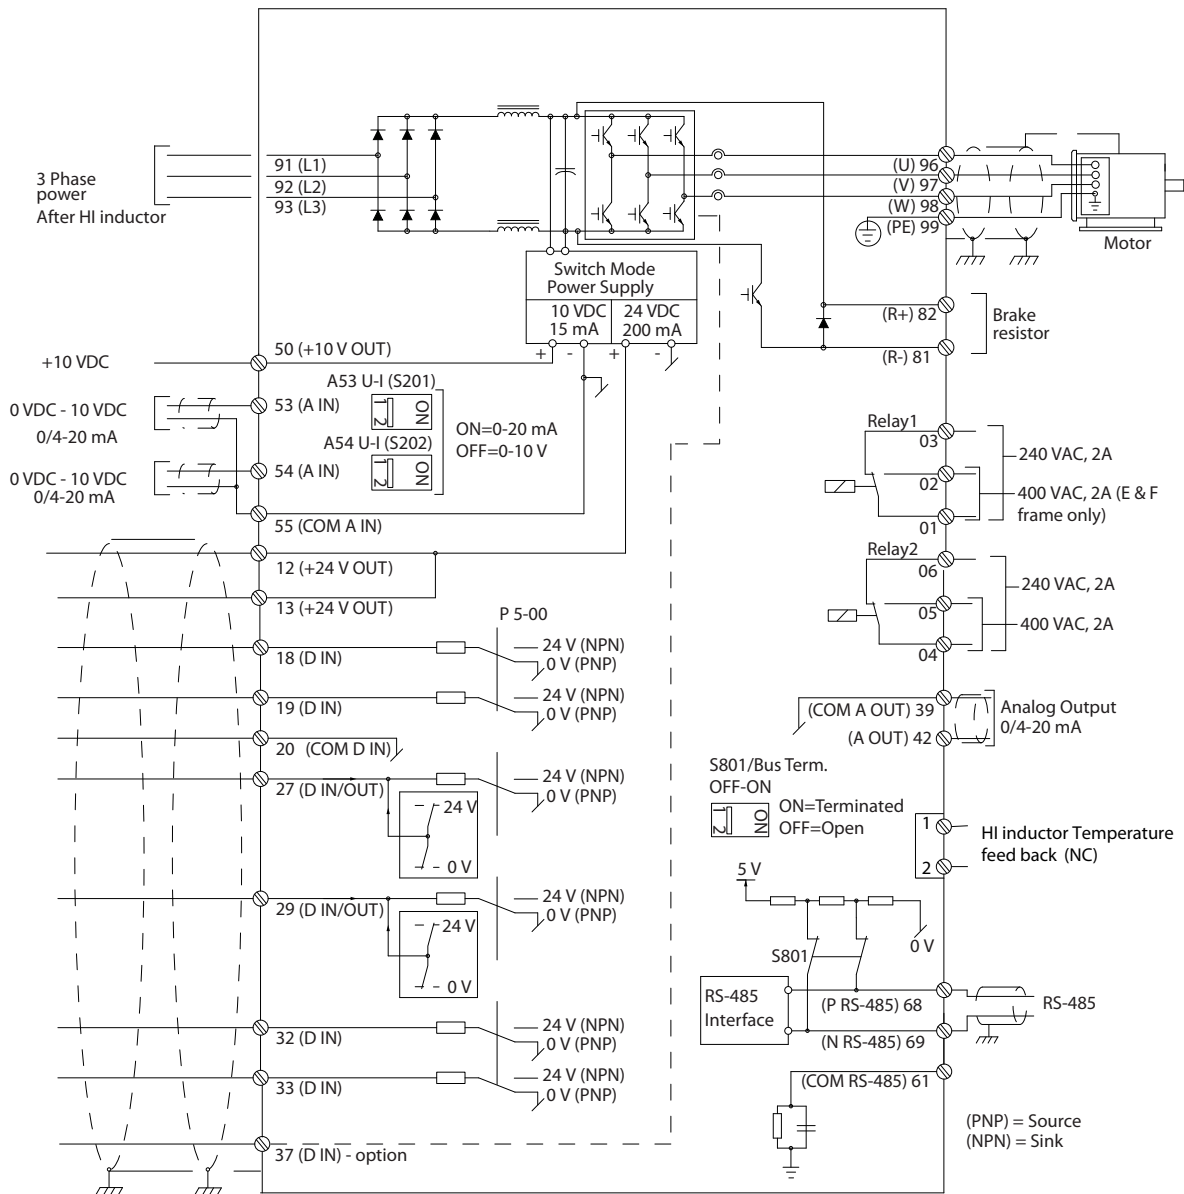 3 Phase
power
After HI inductor
91 (L1)
92 (L2)
93 (L3)
(U) 96
(V) 97
(W) 98
(PE) 99
Motor
Switch Mode
Power Supply
10 VDC
15 mA
24 VDC
200 mA
+ - + -
(R+) 82
(R-) 81
Brake
resistor
+10 VDC
50 (+10 V OUT)
0 VDC - 10 VDC
0/4-20 mA
53 (A IN)
A53 U-I (S201)
1 2
ON
0 VDC - 10 VDC
0/4-20 mA
54 (A IN)
A54 U-I (S202)
1 2
ON
ON=0-20 mA
OFF=0-10 V
55 (COM A IN)
12 (+24 V OUT)
13 (+24 V OUT)
P 5-00
18 (D IN)
24 V (NPN)
0 V (PNP)
19 (D IN)
24 V (NPN)
0 V (PNP)
20 (COM D IN)
27 (D IN/OUT)
24 V (NPN)
0 V (PNP)
24 V
0 V
29 (D IN/OUT)
24 V (NPN)
0 V (PNP)
24 V
0 V
32 (D IN)
24 V (NPN)
0 V (PNP)
33 (D IN)
24 V (NPN)
0 V (PNP)
37 (D IN) - option
Relay1
03
02
01
240 VAC, 2A
400 VAC, 2A (E & F
frame only)
Relay2
06
05
04
240 VAC, 2A
400 VAC, 2A
(COM A OUT) 39
(A OUT) 42
Analog Output
0/4-20 mA
S801/Bus Term.
OFF-ON
1 2
ON
ON=Terminated
OFF=Open
1
2
HI inductor Temperature
feed back (NC)
5 V
0 V
S801
RS-485
Interface
(P RS-485) 68
(N RS-485) 69
RS-485
(COM RS-485) 61
(PNP) = Source
(NPN) = Sink